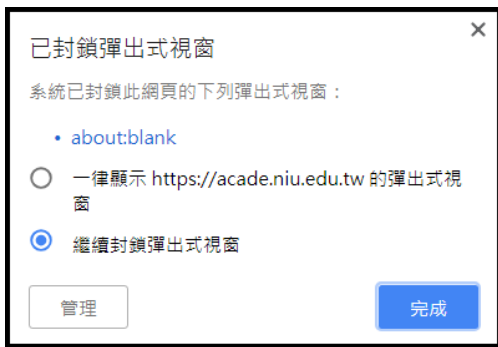 已封鎖彈出式視窗
系統已封鎖此網頁的下列彈出式視窗：
• about:blank
一律顯示 https://acade.niu.edu.tw 的彈出式視
窗
繼續封鎖彈出式視窗
管理
完成